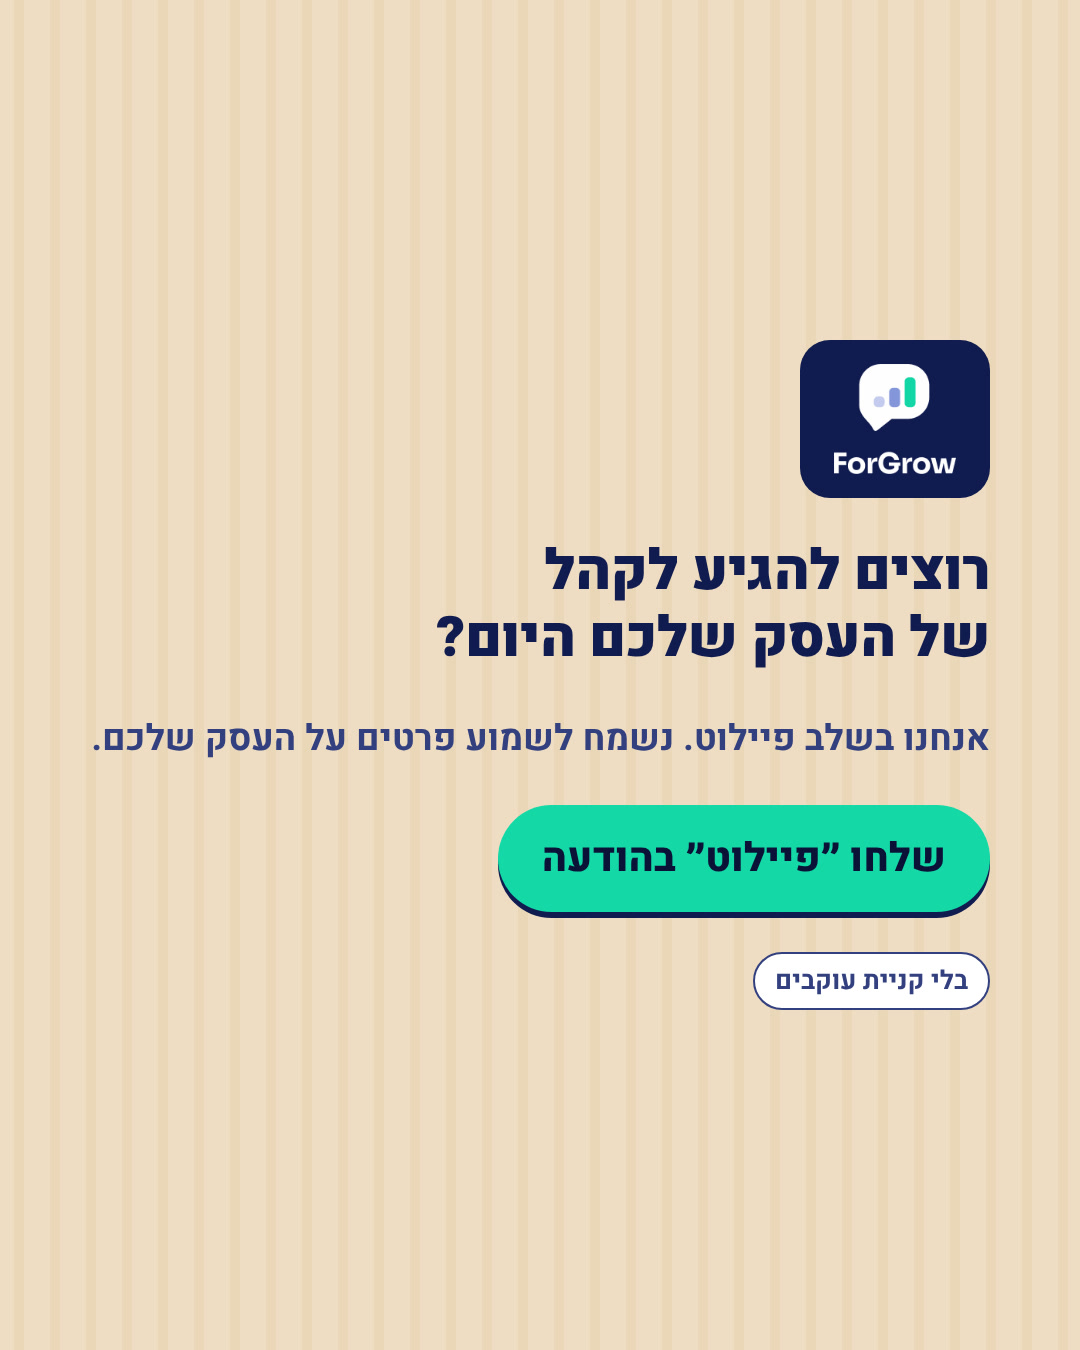 ForGrow
רוצים להגיע לקהל
של העסק שלכם היום?
אנחנו בשלב פיילוט. נשמח לשמוע פרטים על העסק שלכם.
שלחו ״פיילוט״ בהודעה
בלי קניית עוקבים